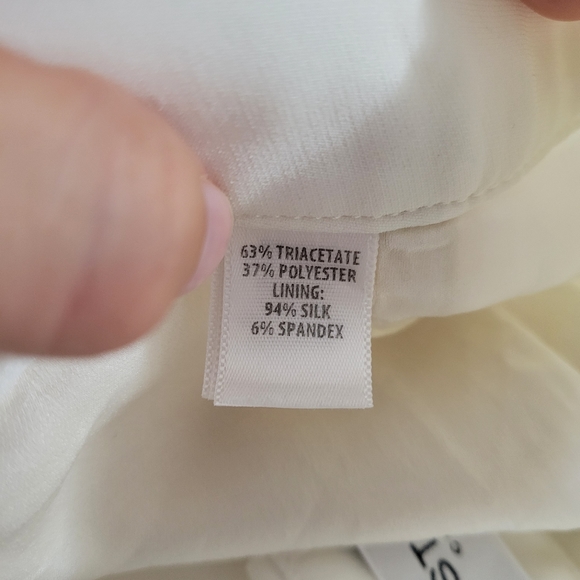 63% TRIACETATE
37% POLYESTER
LINING:
94% SILK
6% SPANDEX